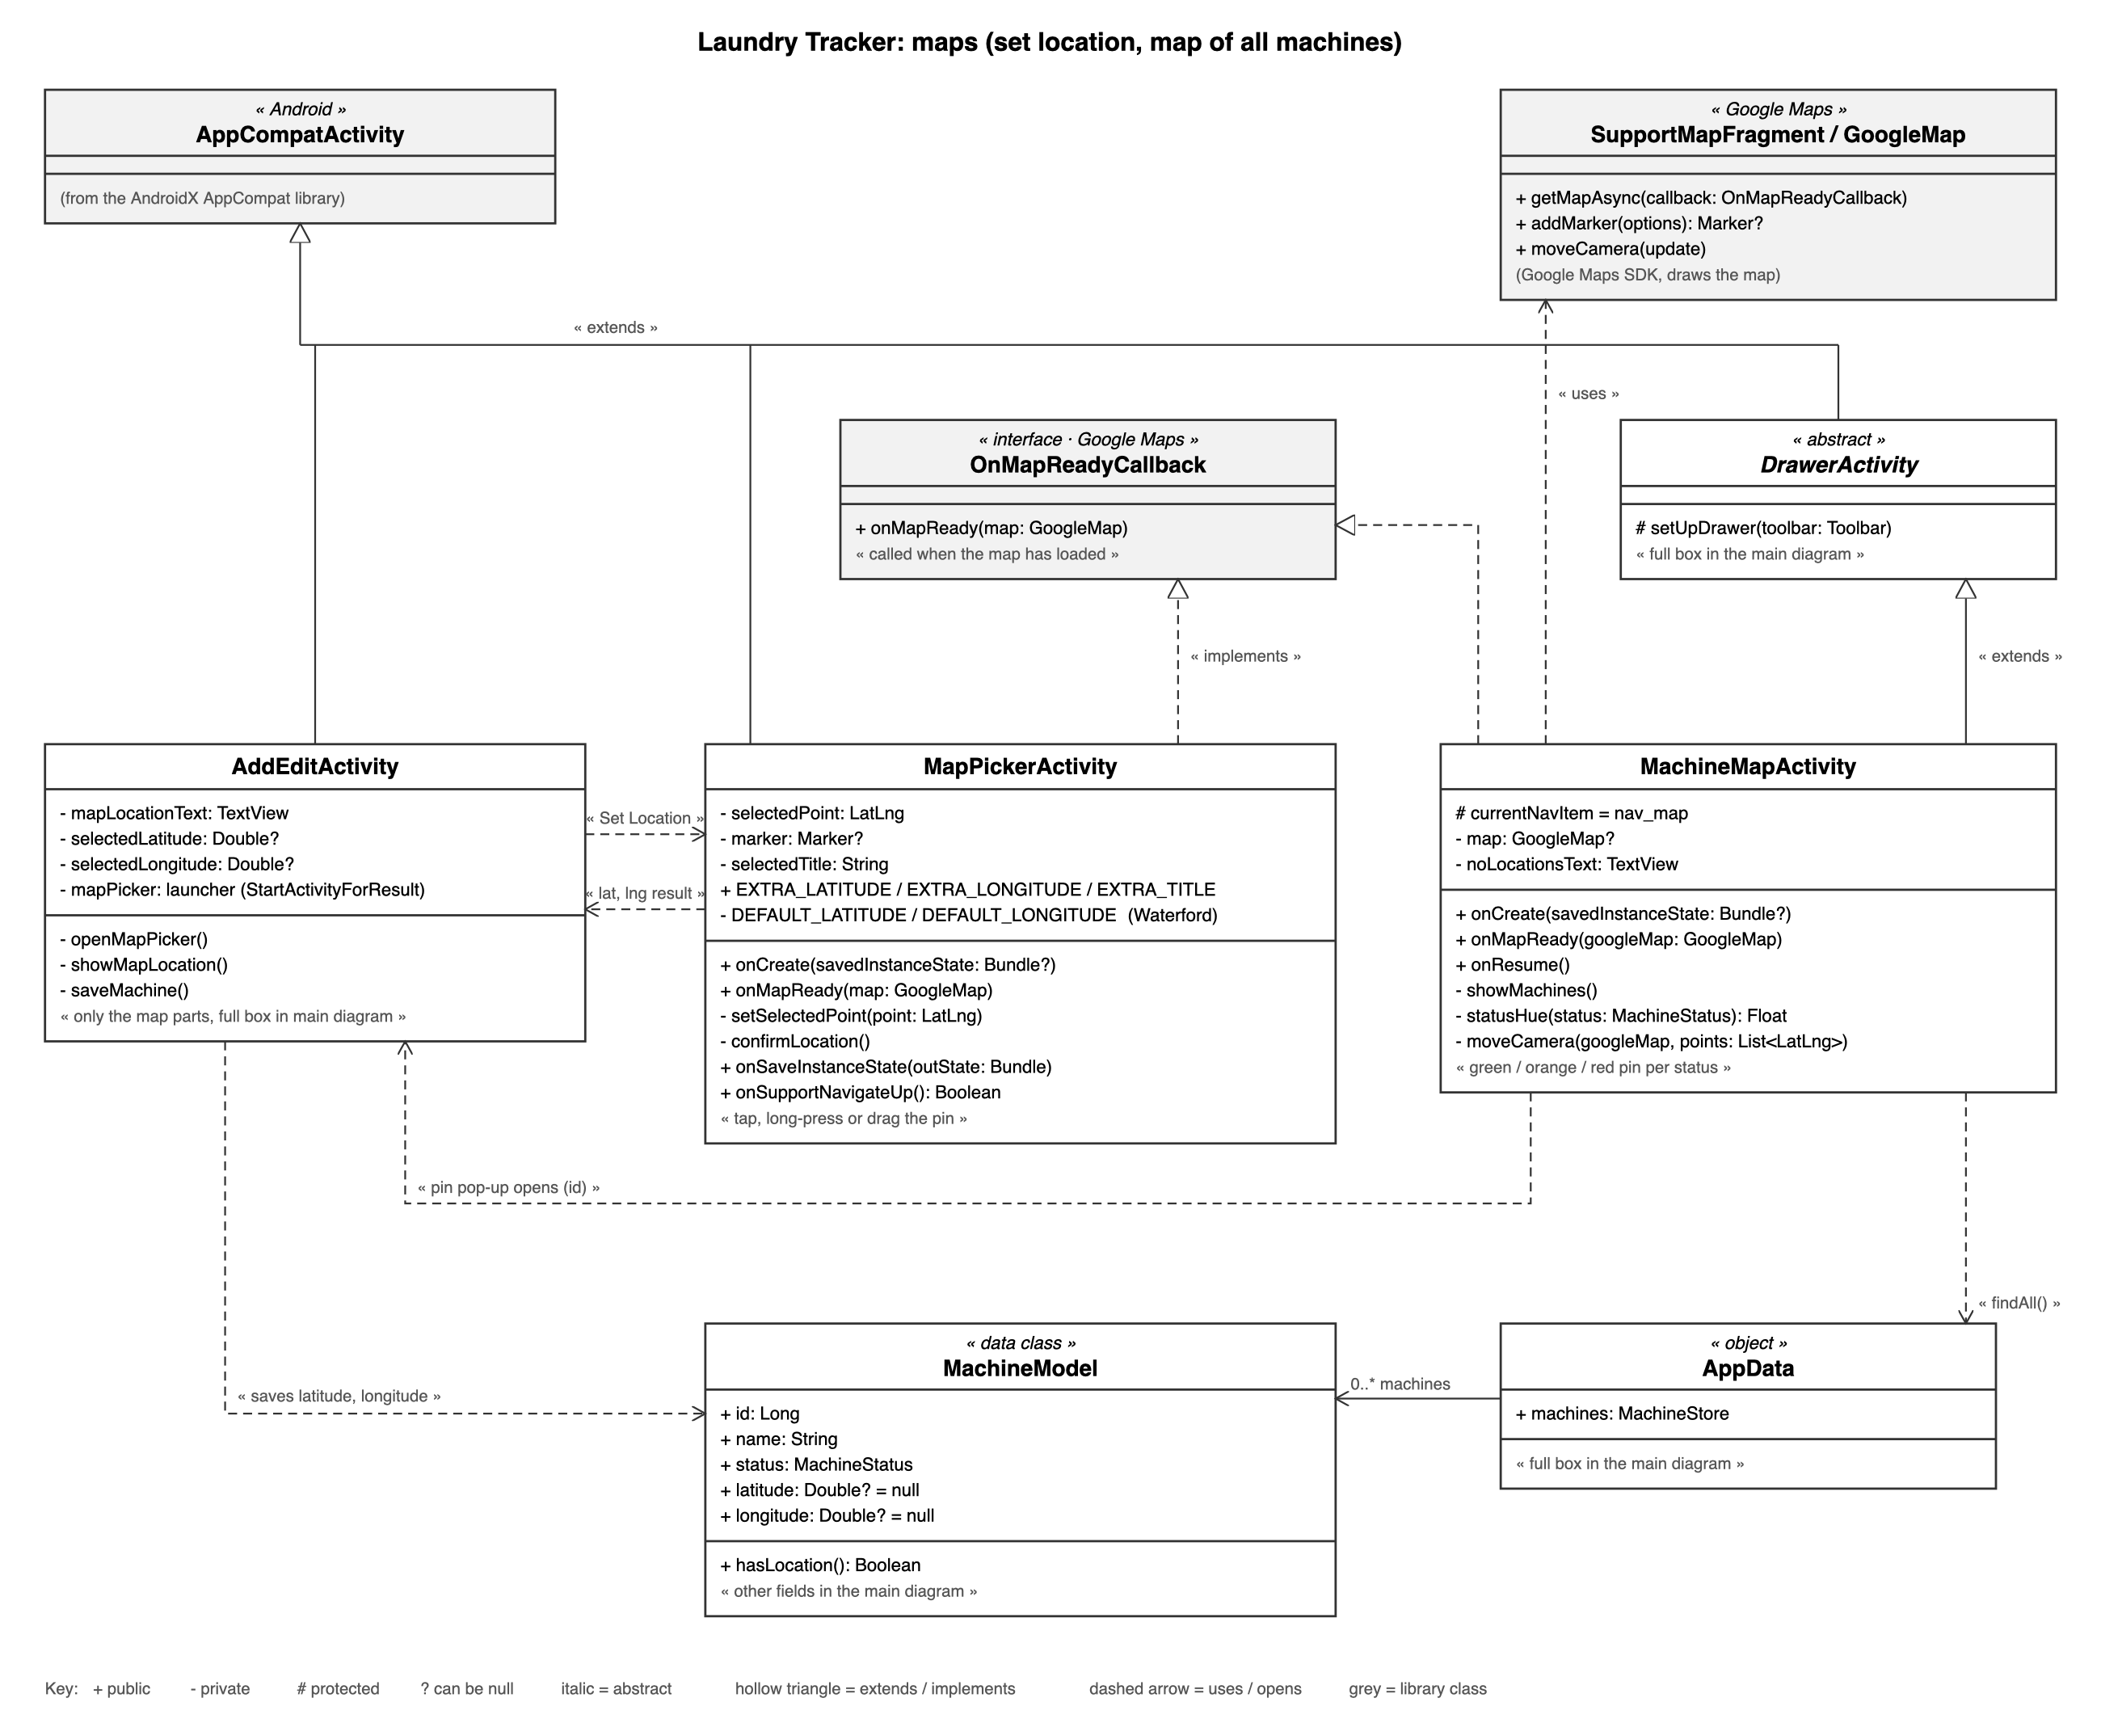 Laundry Tracker: maps (set location, map of all machines)
« Android »
AppCompatActivity
(from the AndroidX AppCompat library)
« Google Maps »
SupportMapFragment / GoogleMap
+ getMapAsync(callback: OnMapReadyCallback)
+ addMarker(options): Marker?
+ moveCamera(update)
(Google Maps SDK, draws the map)
« extends »
« uses »
« interface · Google Maps »
OnMapReadyCallback
+ onMapReady(map: GoogleMap)
« called when the map has loaded »
« abstract »
DrawerActivity
# setUpDrawer(toolbar: Toolbar)
« full box in the main diagram »
« implements »
« extends »
AddEditActivity
- mapLocationText: TextView
- selectedLatitude: Double?
- selectedLongitude: Double?
- mapPicker: launcher (StartActivityForResult)
- openMapPicker()
- showMapLocation()
- saveMachine()
« only the map parts, full box in main diagram »
« Set Location »
« lat, lng result »
MapPickerActivity
- selectedPoint: LatLng
- marker: Marker?
- selectedTitle: String
+ EXTRA_LATITUDE / EXTRA_LONGITUDE / EXTRA_TITLE
- DEFAULT_LATITUDE / DEFAULT_LONGITUDE (Waterford)
+ onCreate(savedInstanceState: Bundle?)
+ onMapReady(map: GoogleMap)
- setSelectedPoint(point: LatLng)
- confirmLocation()
+ onSaveInstanceState(outState: Bundle)
+ onSupportNavigateUp(): Boolean
« tap, long-press or drag the pin »
MachineMapActivity
# currentNavItem = nav_map
- map: GoogleMap?
- noLocationsText: TextView
+ onCreate(savedInstanceState: Bundle?)
+ onMapReady(googleMap: GoogleMap)
+ onResume()
- showMachines()
- statusHue(status: MachineStatus): Float
- moveCamera(googleMap, points: List<LatLng>)
« green / orange / red pin per status »
« pin pop-up opens (id) »
« findAll() »
« saves latitude, longitude »
« data class »
MachineModel
+ id: Long
+ name: String
+ status: MachineStatus
+ latitude: Double? = null
+ longitude: Double? = null
+ hasLocation(): Boolean
« other fields in the main diagram »
0..* machines
« object »
AppData
+ machines: MachineStore
« full box in the main diagram »
Key: + public - private # protected ? can be null italic = abstract hollow triangle = extends / implements dashed arrow = uses / opens grey = library class